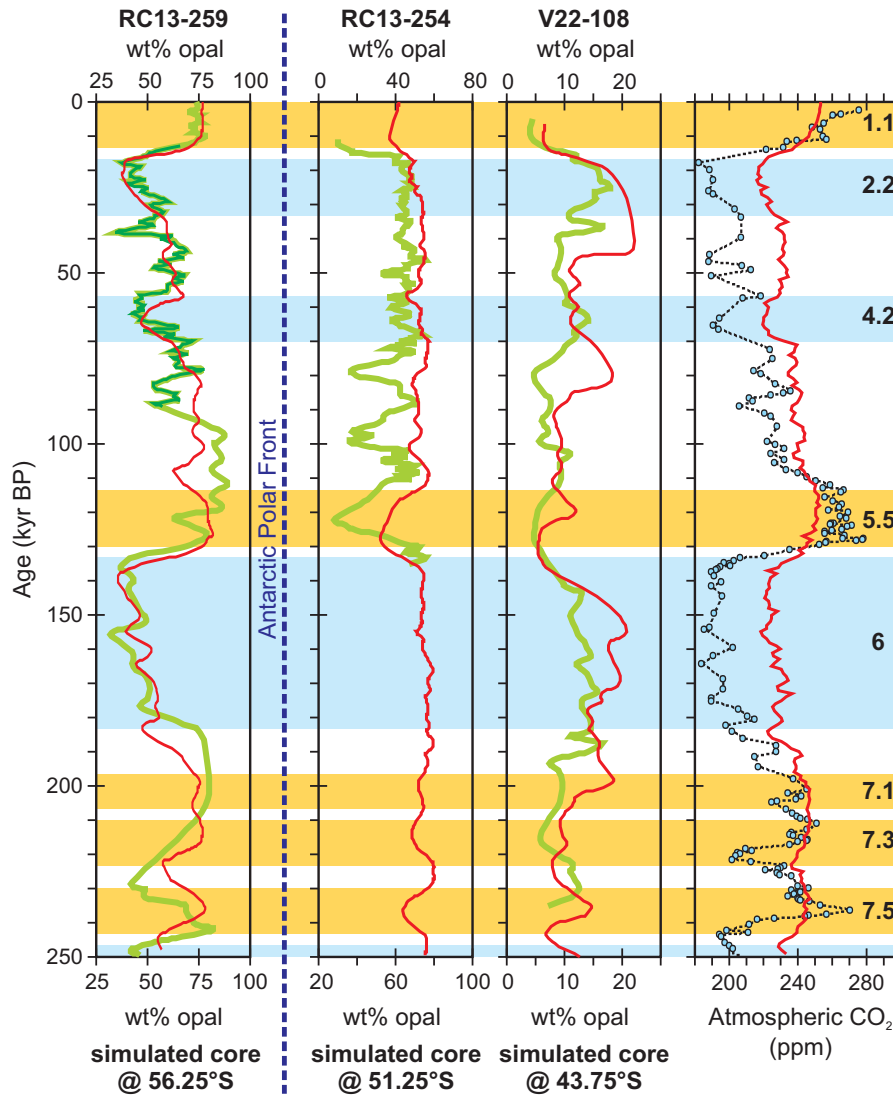 RC13-259 RC13-254 V22-108
wt% opal wt% opal wt% opal
25 50 75 100 0 40 80 0 10 20
0
50
100
150
200
250
Age (kyr BP)
Antarctic Polar Front
1.1
2.2
4.2
5.5
6
7.1
7.3
7.5
25 50 75 100 20 60 100 0 10 20 200 240 280
wt% opal wt% opal wt% opal Atmospheric CO₂
(ppm)
simulated core simulated core simulated core
@ 56.25°S @ 51.25°S @ 43.75°S